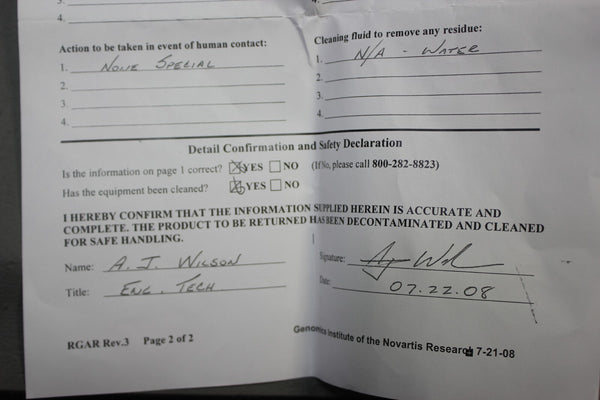 4.
4.
Action to be taken in event of human contact:
1. NONE SPECIAL
2.
3.
4.
Cleaning fluid to remove any residue:
1. N/A - WATER
2.
3.
4.
Detail Confirmation and Safety Declaration
Is the information on page 1 correct? YES NO (If No, please call 800-282-8823)
Has the equipment been cleaned? YES NO
I HEREBY CONFIRM THAT THE INFORMATION SUPPLIED HEREIN IS ACCURATE AND
COMPLETE. THE PRODUCT TO BE RETURNED HAS BEEN DECONTAMINATED AND CLEANED
FOR SAFE HANDLING.
Name: A. J. WILSON
Title: ENG. TECH
Signature:
Date: 07.22.08
RGAR Rev.3 Page 2 of 2
Genomics Institute of the Novartis Research 7-21-08